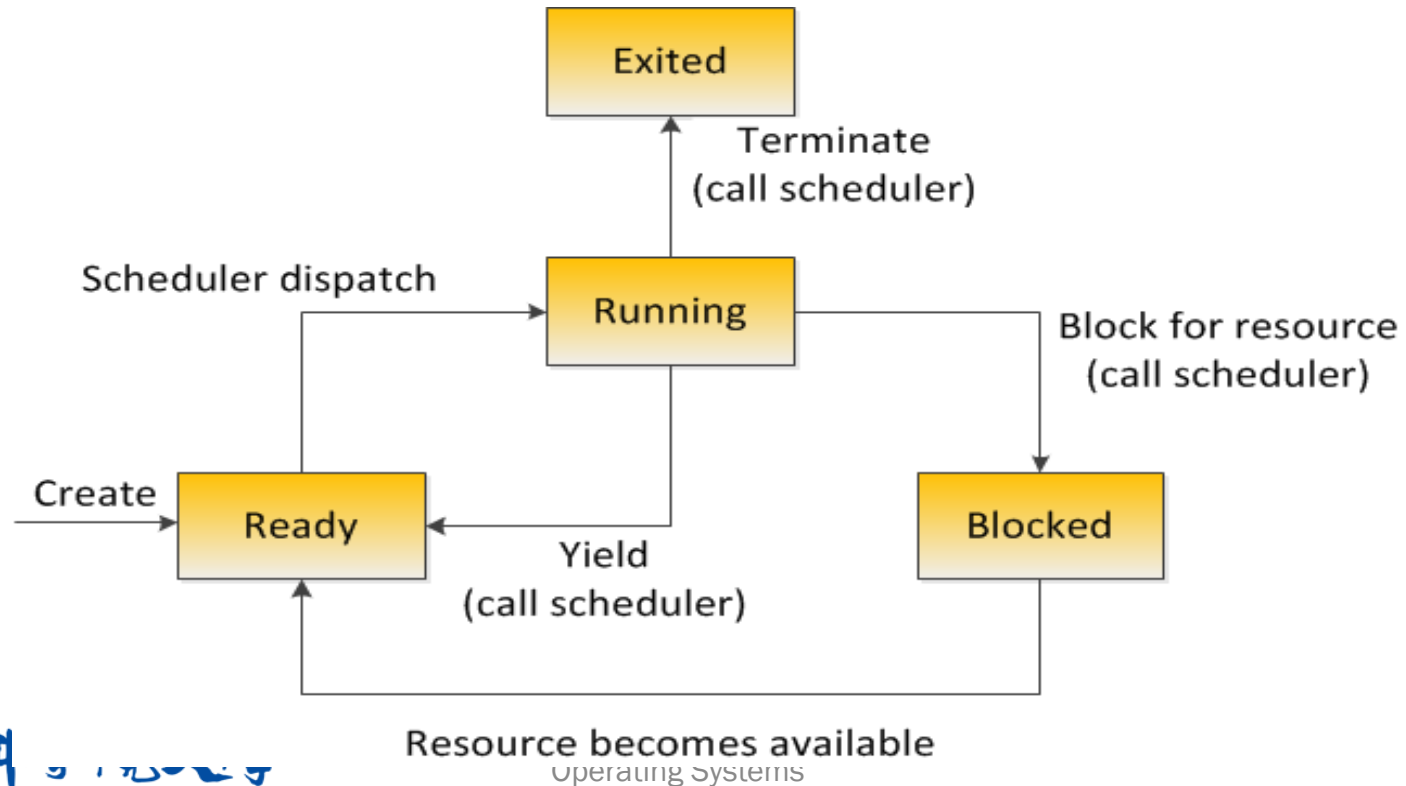 Exited
Terminate
(call scheduler)
Scheduler dispatch
Running
Block for resource
(call scheduler)
Create
Ready
Blocked
Yield
(call scheduler)
Resource becomes available
Operating Systems